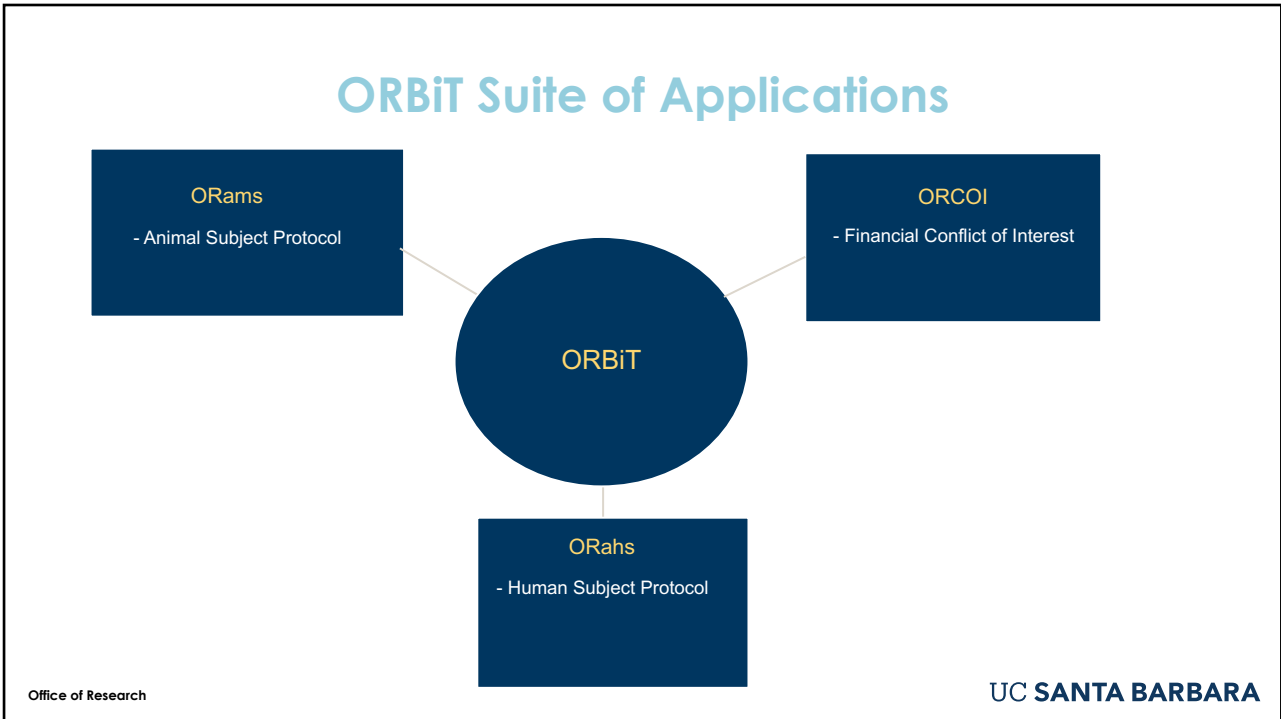 ORBiT Suite of Applications
ORams
- Animal Subject Protocol
ORCOI
- Financial Conflict of Interest
ORBiT
ORahs
- Human Subject Protocol
Office of Research
UC SANTA BARBARA